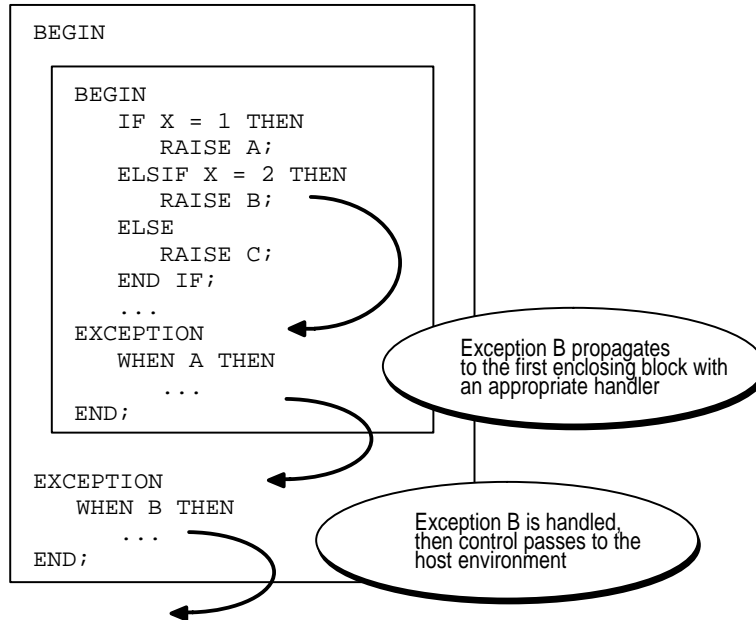 BEGIN
BEGIN
IF X = 1 THEN
RAISE A;
ELSIF X = 2 THEN
RAISE B;
ELSE
RAISE C;
END IF;
...
EXCEPTION
WHEN A THEN
...
END;
Exception B propagates
to the first enclosing block with
an appropriate handler
EXCEPTION
WHEN B THEN
...
END;
Exception B is handled,
then control passes to the
host environment